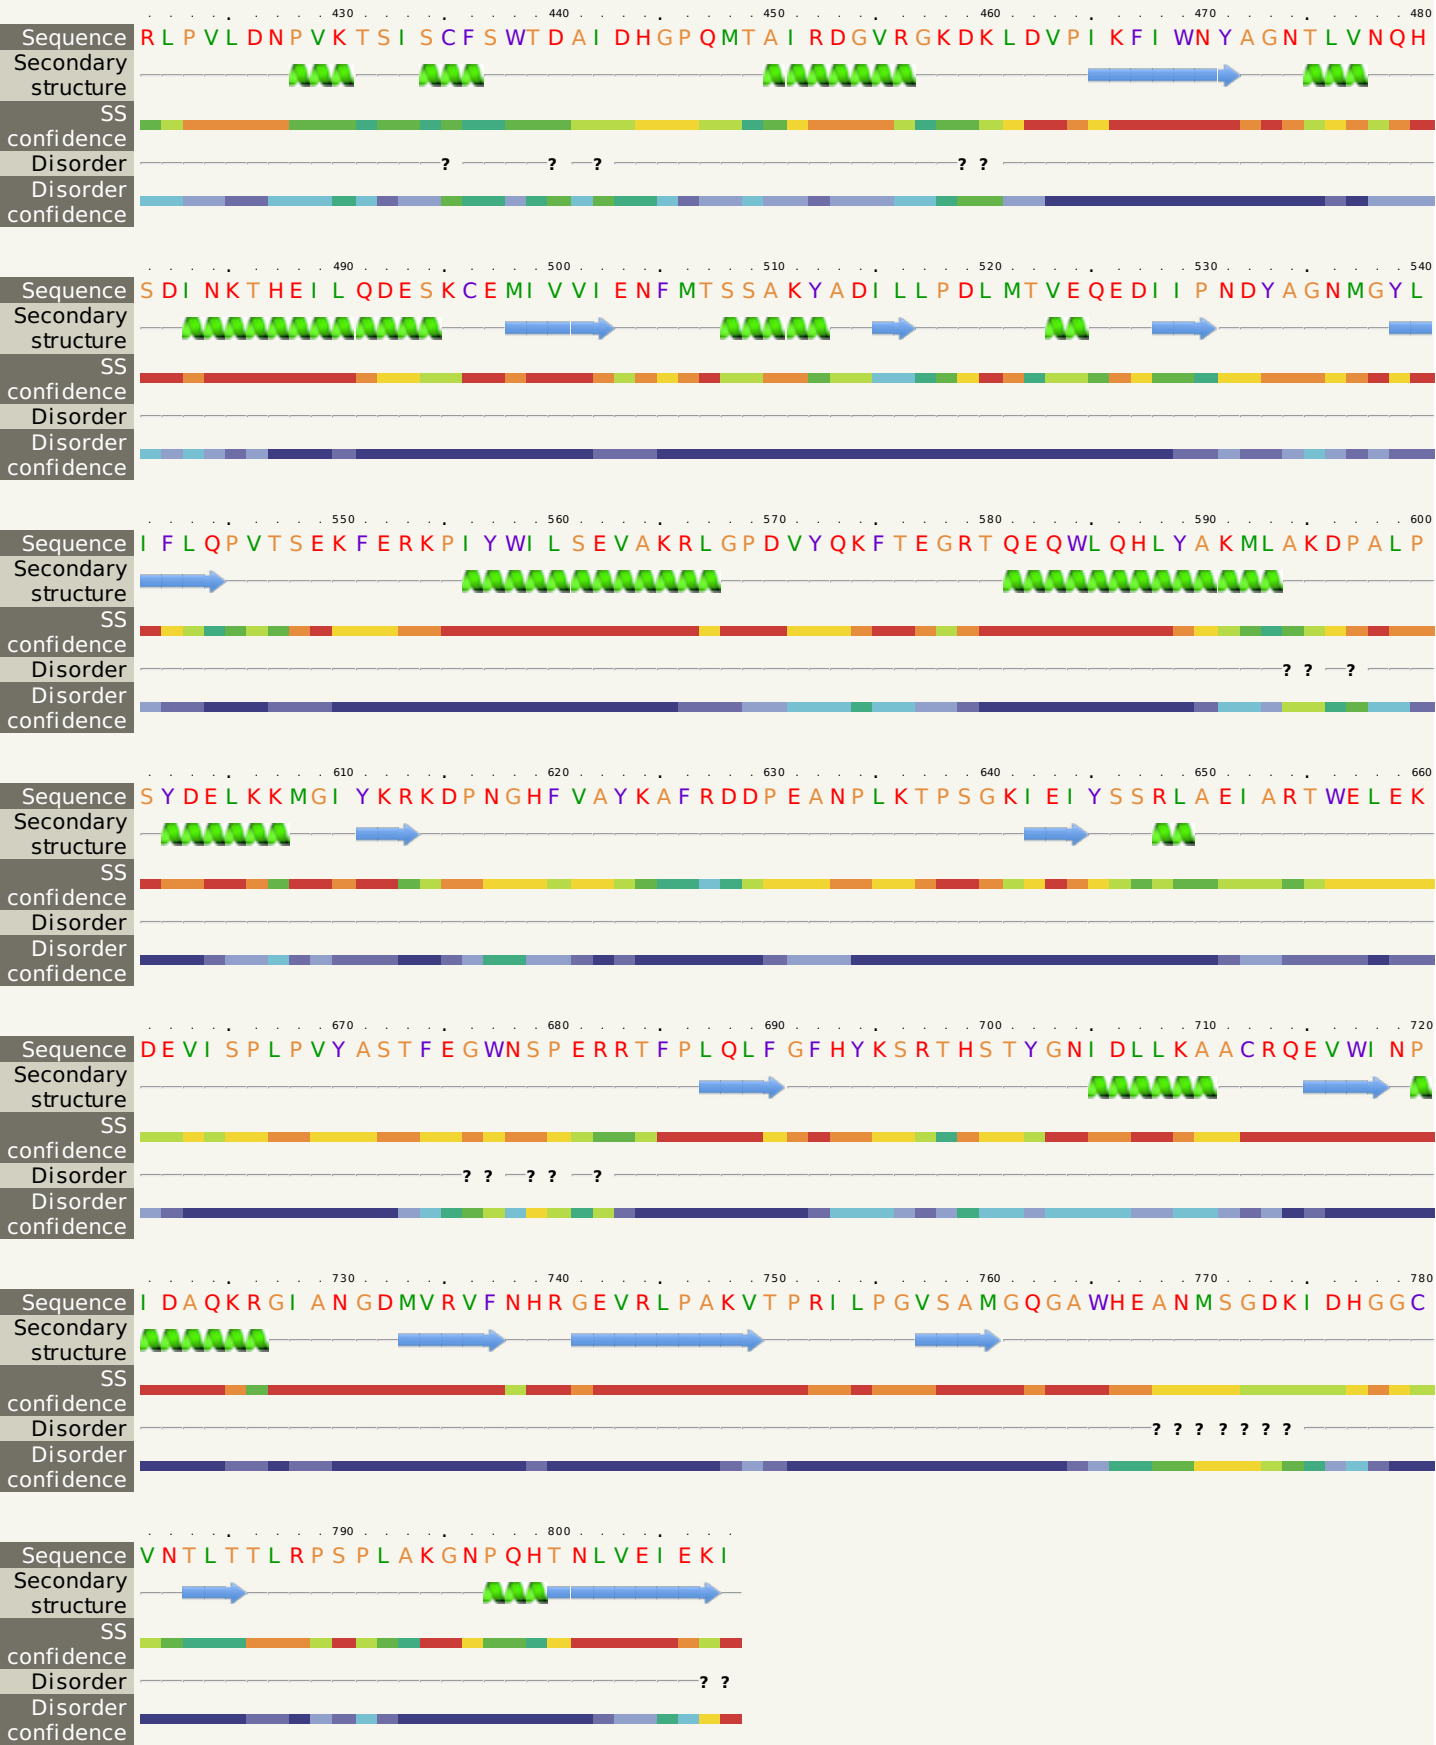 430 440 450 460 470 480
Sequence R L P V L D N P V K T S I S C F S W T D A I D H G P Q M T A I R D G V R G K D K L D V P I K F I W N Y A G N T L V N Q H
Secondary
structure
SS
confidence
Disorder ? ? ? ? ?
Disorder
confidence
490 500 510 520 530 540
Sequence S D I N K T H E I L Q D E S K C E M I V V I E N F M T S S A K Y A D I L L P D L M T V E Q E D I I P N D Y A G N M G Y L
Secondary
structure
SS
confidence
Disorder
Disorder
confidence
550 560 570 580 590 600
Sequence I F L Q P V T S E K F E R K P I Y W I L S E V A K R L G P D V Y Q K F T E G R T Q E Q W L Q H L Y A K M L A K D P A L P
Secondary
structure
SS
confidence
Disorder ? ? ?
Disorder
confidence
610 620 630 640 650 660
Sequence S Y D E L K K M G I Y K R K D P N G H F V A Y K A F R D D P E A N P L K T P S G K I E I Y S S R L A E I A R T W E L E K
Secondary
structure
SS
confidence
Disorder
Disorder
confidence
670 680 690 700 710 720
Sequence D E V I S P L P V Y A S T F E G W N S P E R R T F P L Q L F G F H Y K S R T H S T Y G N I D L L K A A C R Q E V W I N P
Secondary
structure
SS
confidence
Disorder ? ? ? ? ?
Disorder
confidence
730 740 750 760 770 780
Sequence I D A Q K R G I A N G D M V R V F N H R G E V R L P A K V T P R I L P G V S A M G Q G A W H E A N M S G D K I D H G G C
Secondary
structure
SS
confidence
Disorder ? ? ? ? ? ? ?
Disorder
confidence
790 800
Sequence V N T L T T L R P S P L A K G N P Q H T N L V E I E K I
Secondary
structure
SS
confidence
Disorder ? ?
Disorder
confidence